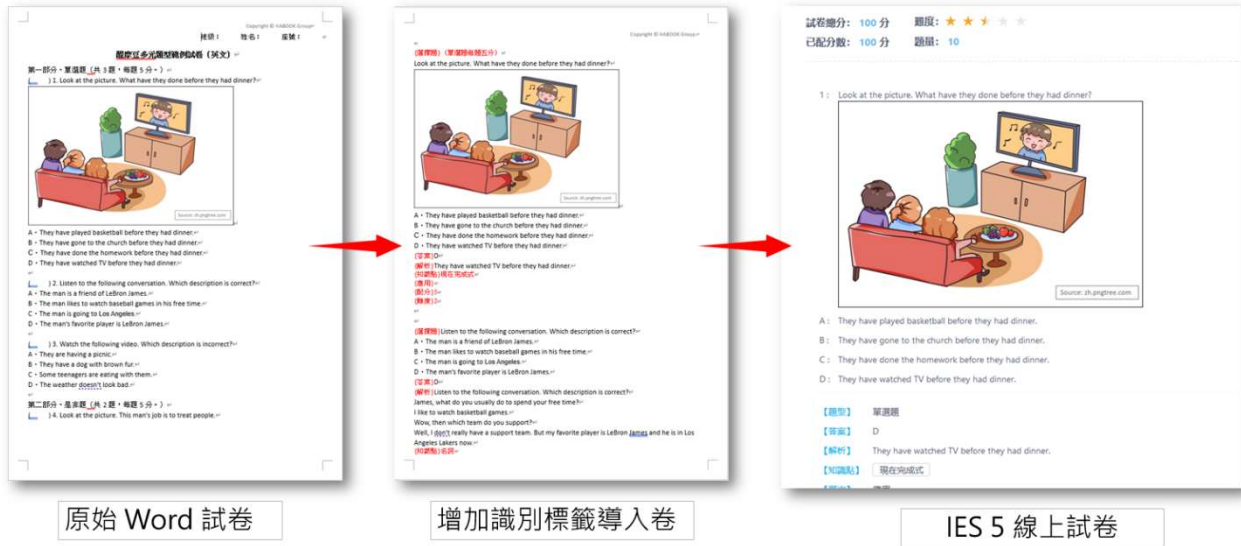 Copyright © HABOOK Group
班級： 姓名： 座號：
醍摩豆多元題型範例試卷（英文）
第一部分、單選題（共 3 題，每題 5 分。）
( ) 1. Look at the picture. What have they done before they had dinner?
Source: zh.pngtree.com
A、They have played basketball before they had dinner.
B、They have gone to the church before they had dinner.
C、They have done the homework before they had dinner.
D、They have watched TV before they had dinner.
( ) 2. Listen to the following conversation. Which description is correct?
A、The man is a friend of LeBron James.
B、The man likes to watch baseball games in his free time.
C、The man is going to Los Angeles.
D、The man's favorite player is LeBron James.
( ) 3. Watch the following video. Which description is incorrect?
A、They are having a picnic.
B、They have a dog with brown fur.
C、Some teenagers are eating with them.
D、The weather doesn't look bad.
第二部分、是非題（共 2 題，每題 5 分。）
( ) 4. Look at the picture. This man's job is to treat people.
原始 Word 試卷
Copyright © HABOOK Group
(選擇題)（單選題每題五分）
Look at the picture. What have they done before they had dinner?
Source: zh.pngtree.com
A、They have played basketball before they had dinner.
B、They have gone to the church before they had dinner.
C、They have done the homework before they had dinner.
D、They have watched TV before they had dinner.
(答案)D
(解析)They have watched TV before they had dinner.
(知識點)現在完成式
(應用)
(配分)5
(難度)2
(選擇題)Listen to the following conversation. Which description is correct?
A、The man is a friend of LeBron James.
B、The man likes to watch baseball games in his free time.
C、The man is going to Los Angeles.
D、The man's favorite player is LeBron James.
(答案)D
(解析)Listen to the following conversation. Which description is correct?
James, what do you usually do to spend your free time?
I like to watch basketball games.
Wow, then which team do you support?
Well, I don't really have a support team. But my favorite player is LeBron James and he is in Los
Angeles Lakers now.
(知識點)名詞
增加識別標籤導入卷
試卷總分： 100 分 難度：
已配分數： 100 分 題量： 10
1： Look at the picture. What have they done before they had dinner?
Source: zh.pngtree.com
A： They have played basketball before they had dinner.
B： They have gone to the church before they had dinner.
C： They have done the homework before they had dinner.
D： They have watched TV before they had dinner.
【題型】 單選題
【答案】 D
【解析】 They have watched TV before they had dinner.
【知識點】 現在完成式
IES 5 線上試卷